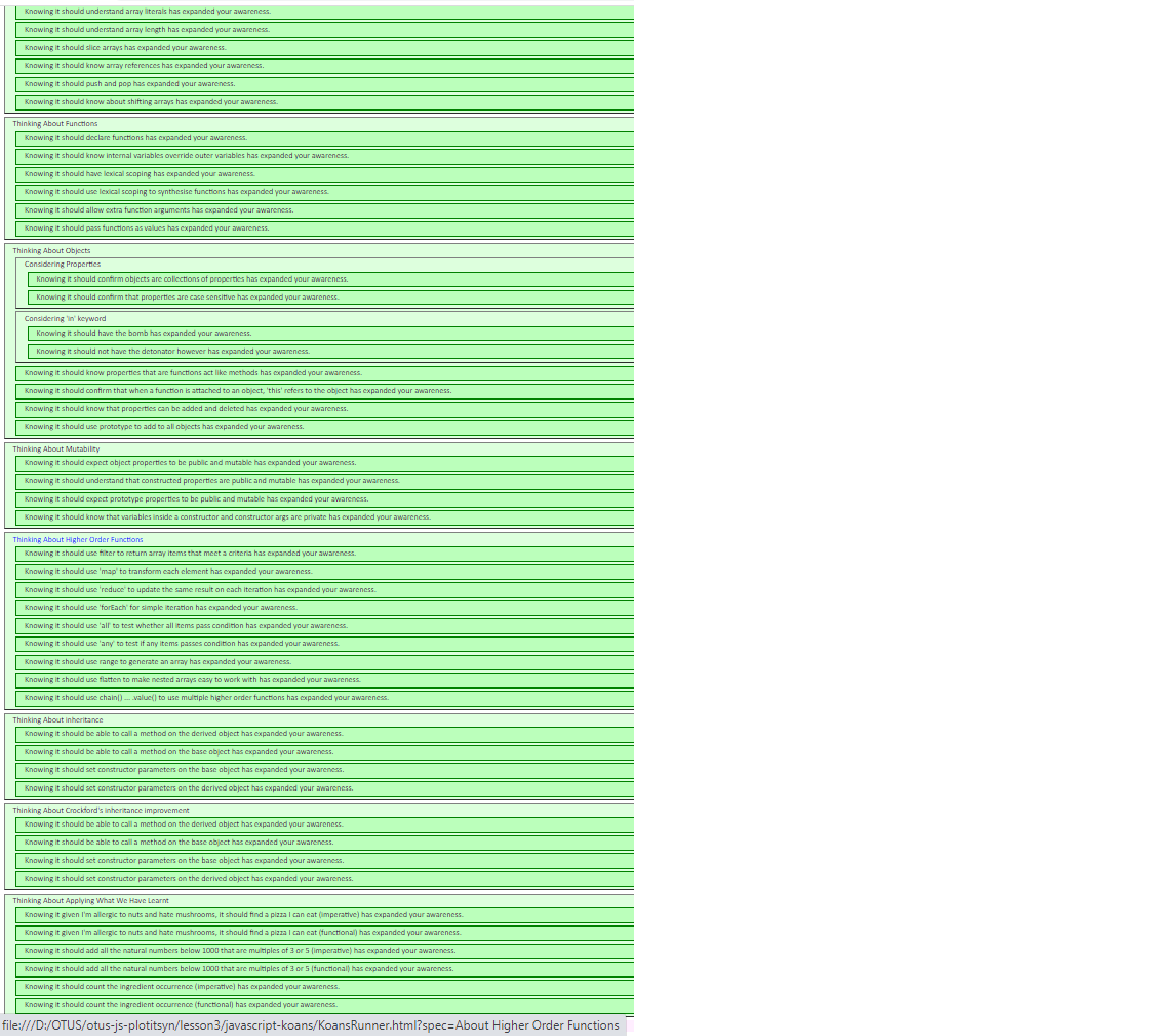 Knowing it should understand array literals has expanded your awareness.
Knowing it should understand array length has expanded your awareness.
Knowing it should slice arrays has expanded your awareness.
Knowing it should know array references has expanded your awareness.
Knowing it should push and pop has expanded your awareness.
Knowing it should know about shifting arrays has expanded your awareness.
Thinking About Functions
Knowing it should declare functions has expanded your awareness.
Knowing it should know internal variables override outer variables has expanded your awareness.
Knowing it should have lexical scoping has expanded your awareness.
Knowing it should use lexical scoping to synthesise functions has expanded your awareness.
Knowing it should allow extra function arguments has expanded your awareness.
Knowing it should pass functions as values has expanded your awareness.
Thinking About Objects
Considering Properties
Knowing it should confirm objects are collections of properties has expanded your awareness.
Knowing it should confirm that properties are case sensitive has expanded your awareness.
Considering 'in' keyword
Knowing it should have the bomb has expanded your awareness.
Knowing it should not have the detonator however has expanded your awareness.
Knowing it should know properties that are functions act like methods has expanded your awareness.
Knowing it should confirm that when a function is attached to an object, 'this' refers to the object has expanded your awareness.
Knowing it should know that properties can be added and deleted has expanded your awareness.
Knowing it should use prototype to add to all objects has expanded your awareness.
Thinking About Mutability
Knowing it should expect object properties to be public and mutable has expanded your awareness.
Knowing it should understand that constructed properties are public and mutable has expanded your awareness.
Knowing it should expect prototype properties to be public and mutable has expanded your awareness.
Knowing it should know that variables inside a constructor and constructor args are private has expanded your awareness.
Thinking About Higher Order Functions
Knowing it should use filter to return array items that meet a criteria has expanded your awareness.
Knowing it should use 'map' to transform each element has expanded your awareness.
Knowing it should use 'reduce' to update the same result on each iteration has expanded your awareness.
Knowing it should use 'forEach' for simple iteration has expanded your awareness.
Knowing it should use 'all' to test whether all items pass condition has expanded your awareness.
Knowing it should use 'any' to test if any items passes condition has expanded your awareness.
Knowing it should use range to generate an array has expanded your awareness.
Knowing it should use flatten to make nested arrays easy to work with has expanded your awareness.
Knowing it should use chain() ... .value() to use multiple higher order functions has expanded your awareness.
Thinking About inheritance
Knowing it should be able to call a method on the derived object has expanded your awareness.
Knowing it should be able to call a method on the base object has expanded your awareness.
Knowing it should set constructor parameters on the base object has expanded your awareness.
Knowing it should set constructor parameters on the derived object has expanded your awareness.
Thinking About Crockford's inheritance improvement
Knowing it should be able to call a method on the derived object has expanded your awareness.
Knowing it should be able to call a method on the base object has expanded your awareness.
Knowing it should set constructor parameters on the base object has expanded your awareness.
Knowing it should set constructor parameters on the derived object has expanded your awareness.
Thinking About Applying What We Have Learnt
Knowing it given I'm allergic to nuts and hate mushrooms, it should find a pizza I can eat (imperative) has expanded your awareness.
Knowing it given I'm allergic to nuts and hate mushrooms, it should find a pizza I can eat (functional) has expanded your awareness.
Knowing it should add all the natural numbers below 1000 that are multiples of 3 or 5 (imperative) has expanded your awareness.
Knowing it should add all the natural numbers below 1000 that are multiples of 3 or 5 (functional) has expanded your awareness.
Knowing it should count the ingredient occurrence (imperative) has expanded your awareness.
Knowing it should count the ingredient occurrence (functional) has expanded your awareness.
file:///D:/OTUS/otus-js-plotitsyn/lesson3/javascript-koans/KoansRunner.html?spec=About Higher Order Functions